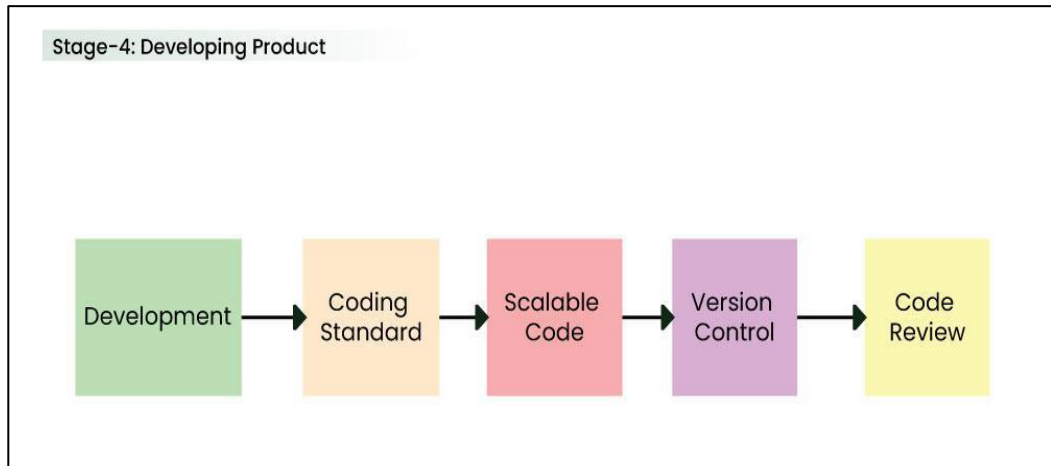 Stage-4: Developing Product
Development
Coding
Standard
Scalable
Code
Version
Control
Code
Review